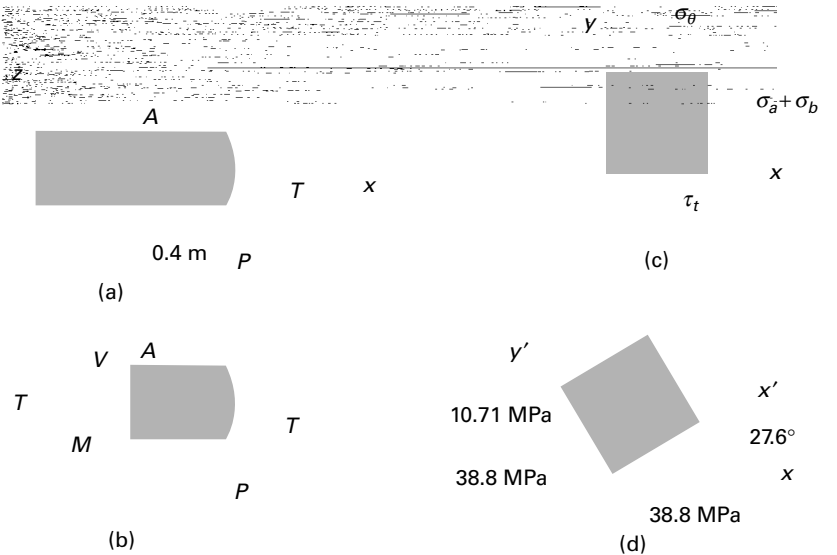 y
σθ
z
σa + σb
A
T
x
x
τt
0.4 m
P
(c)
(a)
V
A
y′
x′
T
10.71 MPa
T
27.6°
M
38.8 MPa
x
P
38.8 MPa
(b)
(d)